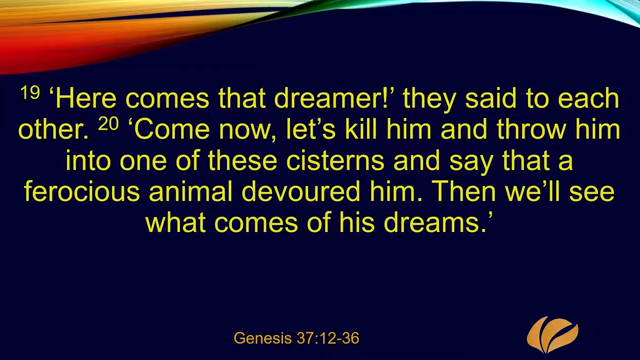 19 ‘Here comes that dreamer!’ they said to each
other. 20 ‘Come now, let’s kill him and throw him
into one of these cisterns and say that a
ferocious animal devoured him. Then we’ll see
what comes of his dreams.’
Genesis 37:12-36